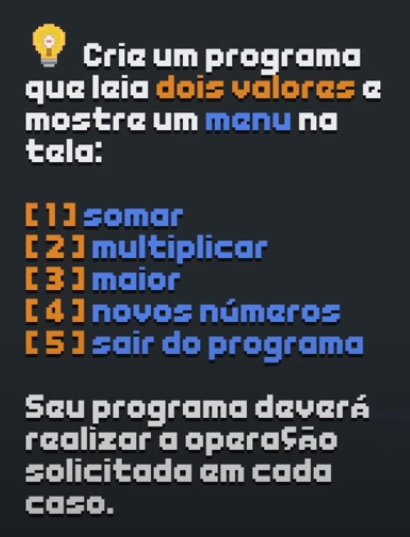 Crie um programa
que leia dois valores e
mostre um menu na
tela:
[ 1 ] somar
[ 2 ] multiplicar
[ 3 ] maior
[ 4 ] novos números
[ 5 ] sair do programa
Seu programa deverá
realizar a operação
solicitada em cada
caso.